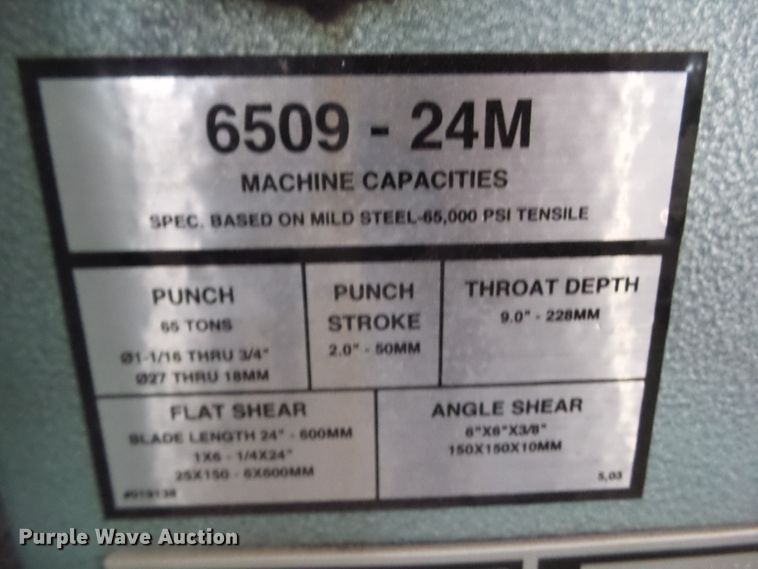 6509 - 24M
MACHINE CAPACITIES
SPEC. BASED ON MILD STEEL-65,000 PSI TENSILE
PUNCH
65 TONS
Ø1-1/16 THRU 3/4"
Ø27 THRU 18MM
PUNCH
STROKE
2.0" - 50MM
THROAT DEPTH
9.0" - 228MM
FLAT SHEAR
BLADE LENGTH 24" - 600MM
1X6 - 1/4X24"
25X150 - 6X600MM
#019138
ANGLE SHEAR
6"X6"X3/8"
150X150X10MM
5,03
Purple Wave Auction